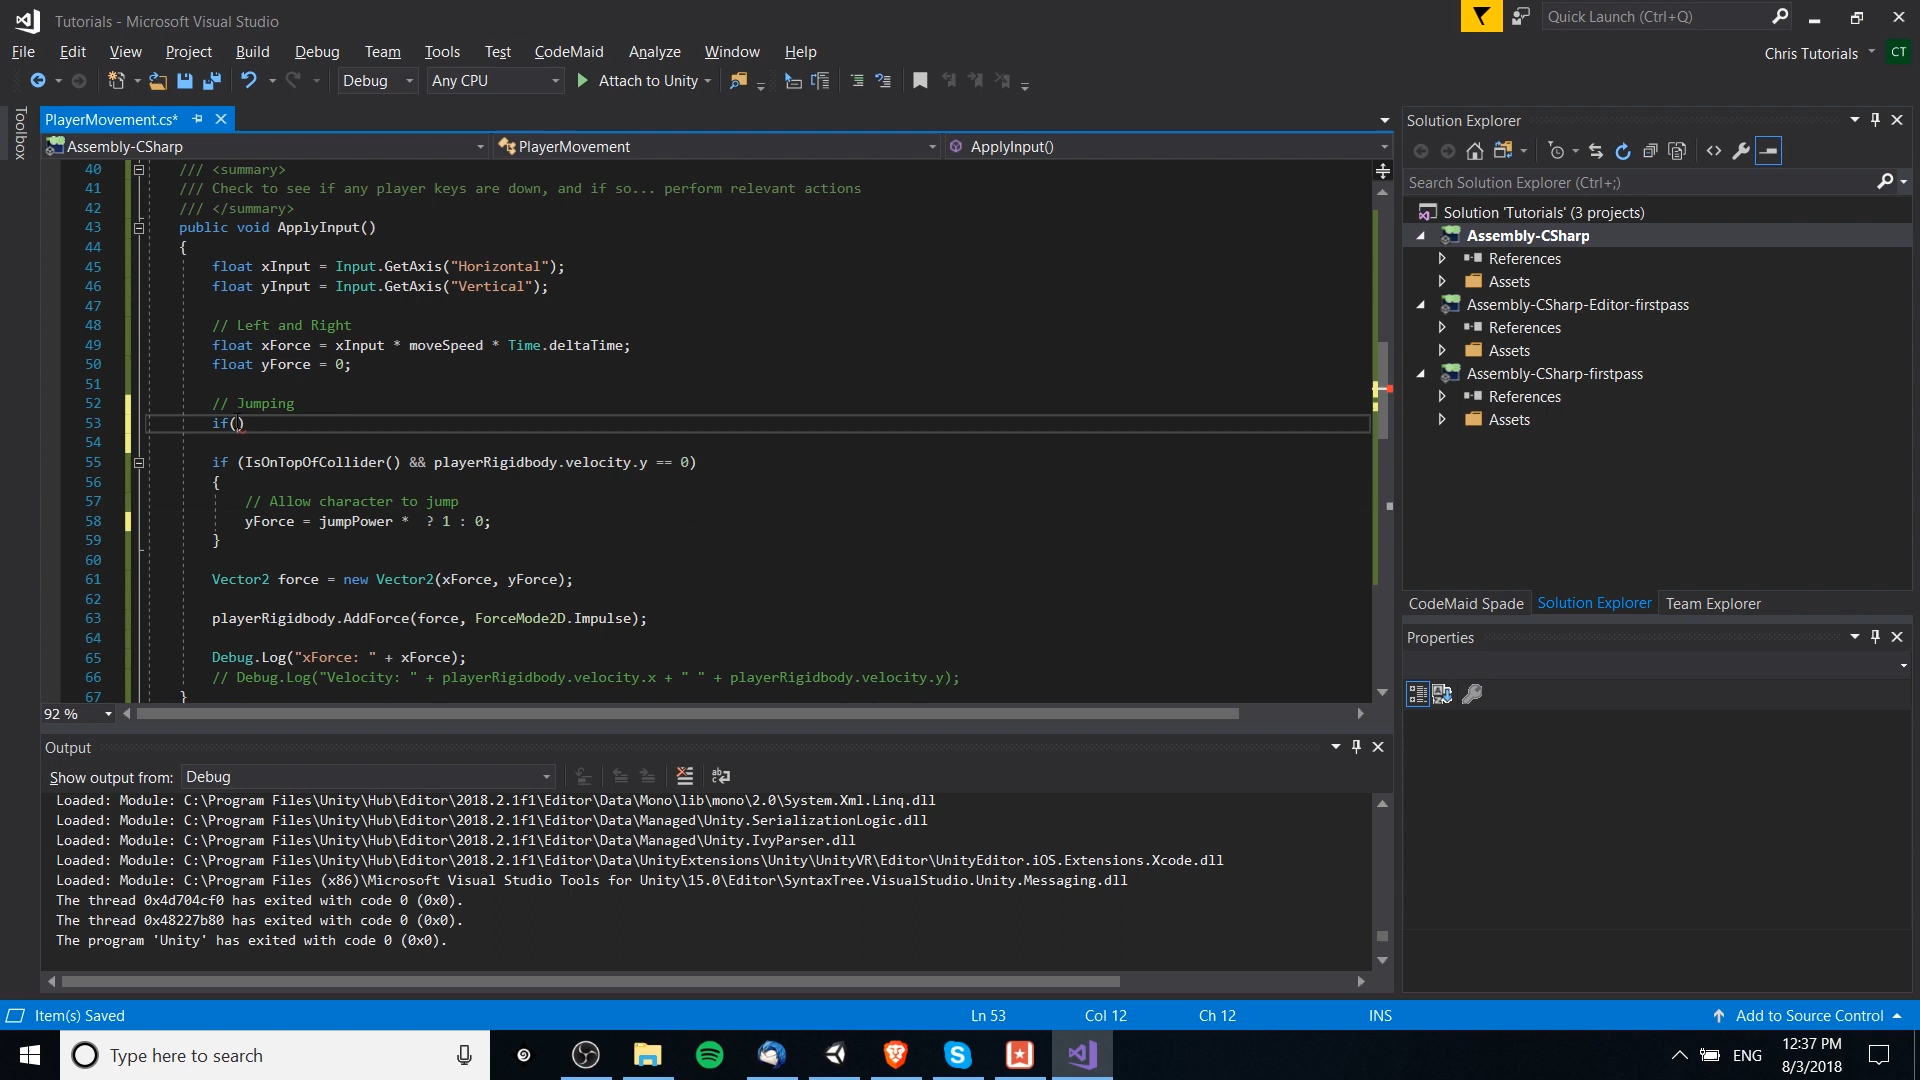 Tutorials - Microsoft Visual Studio
Quick Launch (Ctrl+Q)
File Edit View Project Build Debug Team Tools Test CodeMaid Analyze Window Help
Chris Tutorials CT
Debug Any CPU Attach to Unity
Toolbox
PlayerMovement.cs*
Assembly-CSharp PlayerMovement ApplyInput()
40 /// <summary>
41 /// Check to see if any player keys are down, and if so... perform relevant actions
42 /// </summary>
43 public void ApplyInput()
44 {
45 float xInput = Input.GetAxis("Horizontal");
46 float yInput = Input.GetAxis("Vertical");
47
48 // Left and Right
49 float xForce = xInput * moveSpeed * Time.deltaTime;
50 float yForce = 0;
51
52 // Jumping
53 if()
54
55 if (IsOnTopOfCollider() && playerRigidbody.velocity.y == 0)
56 {
57 // Allow character to jump
58 yForce = jumpPower *  ? 1 : 0;
59 }
60
61 Vector2 force = new Vector2(xForce, yForce);
62
63 playerRigidbody.AddForce(force, ForceMode2D.Impulse);
64
65 Debug.Log("xForce: " + xForce);
66 // Debug.Log("Velocity: " + playerRigidbody.velocity.x + " " + playerRigidbody.velocity.y);
67 }
92 %
Output
Show output from: Debug
Loaded: Module: C:\Program Files\Unity\Hub\Editor\2018.2.1f1\Editor\Data\Mono\lib\mono\2.0\System.Xml.Linq.dll
Loaded: Module: C:\Program Files\Unity\Hub\Editor\2018.2.1f1\Editor\Data\Managed\Unity.SerializationLogic.dll
Loaded: Module: C:\Program Files\Unity\Hub\Editor\2018.2.1f1\Editor\Data\Managed\Unity.IvyParser.dll
Loaded: Module: C:\Program Files\Unity\Hub\Editor\2018.2.1f1\Editor\Data\UnityExtensions\Unity\UnityVR\Editor\UnityEditor.iOS.Extensions.Xcode.dll
Loaded: Module: C:\Program Files (x86)\Microsoft Visual Studio Tools for Unity\15.0\Editor\SyntaxTree.VisualStudio.Unity.Messaging.dll
The thread 0x4d704cf0 has exited with code 0 (0x0).
The thread 0x48227b80 has exited with code 0 (0x0).
The program 'Unity' has exited with code 0 (0x0).
Solution Explorer
Search Solution Explorer (Ctrl+;)
Solution 'Tutorials' (3 projects)
Assembly-CSharp
References
Assets
Assembly-CSharp-Editor-firstpass
References
Assets
Assembly-CSharp-firstpass
References
Assets
CodeMaid Spade Solution Explorer Team Explorer
Properties
Item(s) Saved Ln 53 Col 12 Ch 12 INS Add to Source Control
Type here to search
ENG
12:37 PM
8/3/2018